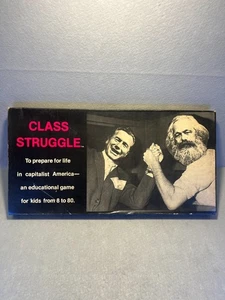 CLASS
STRUGGLE
To prepare for life
in capitalist America—
an educational game
for kids from 8 to 80.